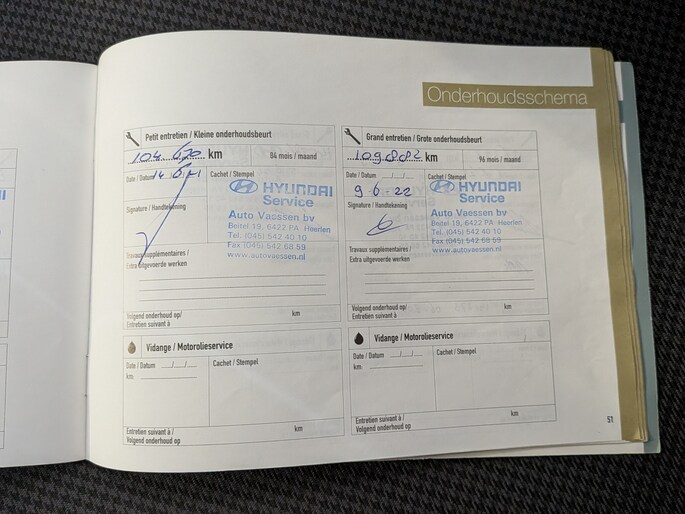 Onderhoudsschema
Petit entretien / Kleine onderhoudsbeurt
104.670 km
84 mois / maand
Date / Datum 14.6.21
Cachet / Stempel
HYUNDAI
Service
Signature / Handtekening
Auto Vaessen bv
Beitel 19, 6422 PA Heerlen
Tel. (045) 542 40 10
Fax (045) 542 68 59
www.autovaessen.nl
Travaux supplémentaires /
Extra uitgevoerde werken
Volgend onderhoud op/
Entretien suivant à
km
Grand entretien / Grote onderhoudsbeurt
109882 km
96 mois / maand
Date / Datum
9-6-22
Cachet / Stempel
HYUNDAI
Service
Signature / Handtekening
Auto Vaessen bv
Beitel 19, 6422 PA Heerlen
Tel. (045) 542 40 10
Fax (045) 542 68 59
www.autovaessen.nl
Travaux supplémentaires /
Extra uitgevoerde werken
Volgend onderhoud op/
Entretien suivant à
km
Vidange / Motorolieservice
Date / Datum
Cachet / Stempel
km:
Entretien suivant à /
Volgend onderhoud op
km
Vidange / Motorolieservice
Date / Datum
Cachet / Stempel
km:
Entretien suivant à /
Volgend onderhoud op
km
51